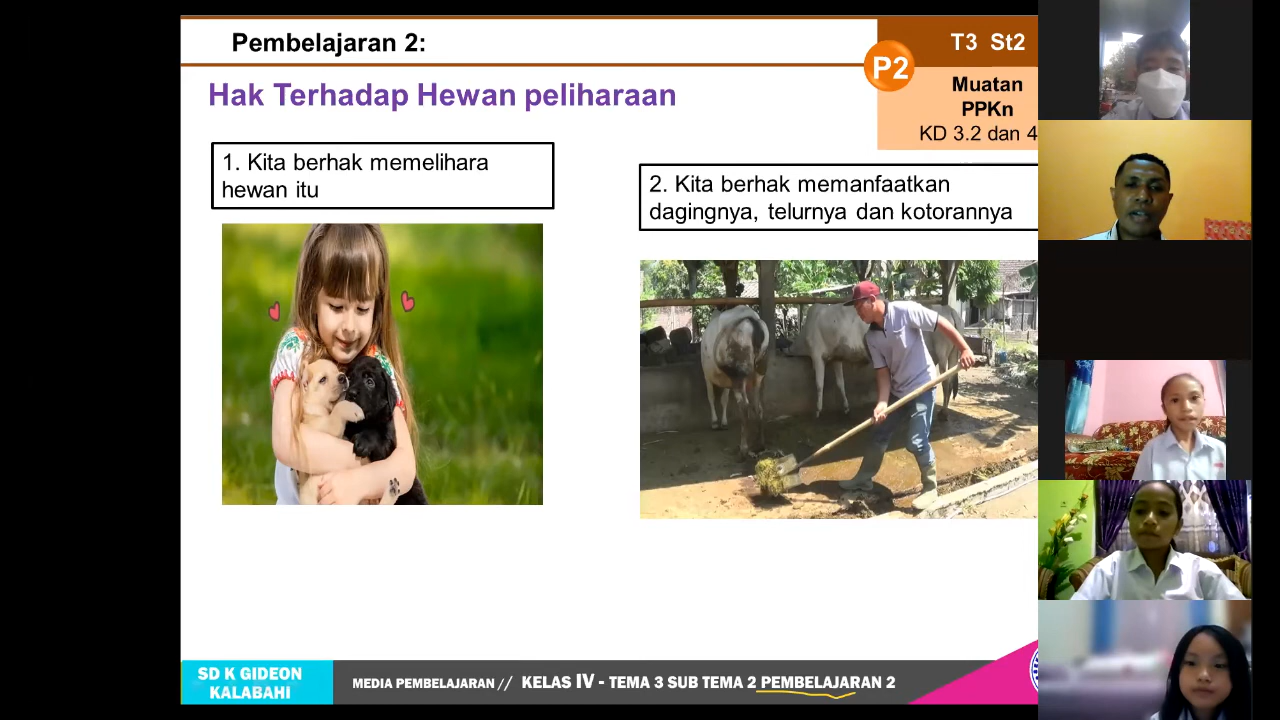 Pembelajaran 2:
T3 St2
P2
Muatan
PPKn
KD 3.2 dan 4
Hak Terhadap Hewan peliharaan
1. Kita berhak memelihara
hewan itu
2. Kita berhak memanfaatkan
dagingnya, telurnya dan kotorannya
SD K GIDEON
KALABAHI
MEDIA PEMBELAJARAN // KELAS IV - TEMA 3 SUB TEMA 2 PEMBELAJARAN 2